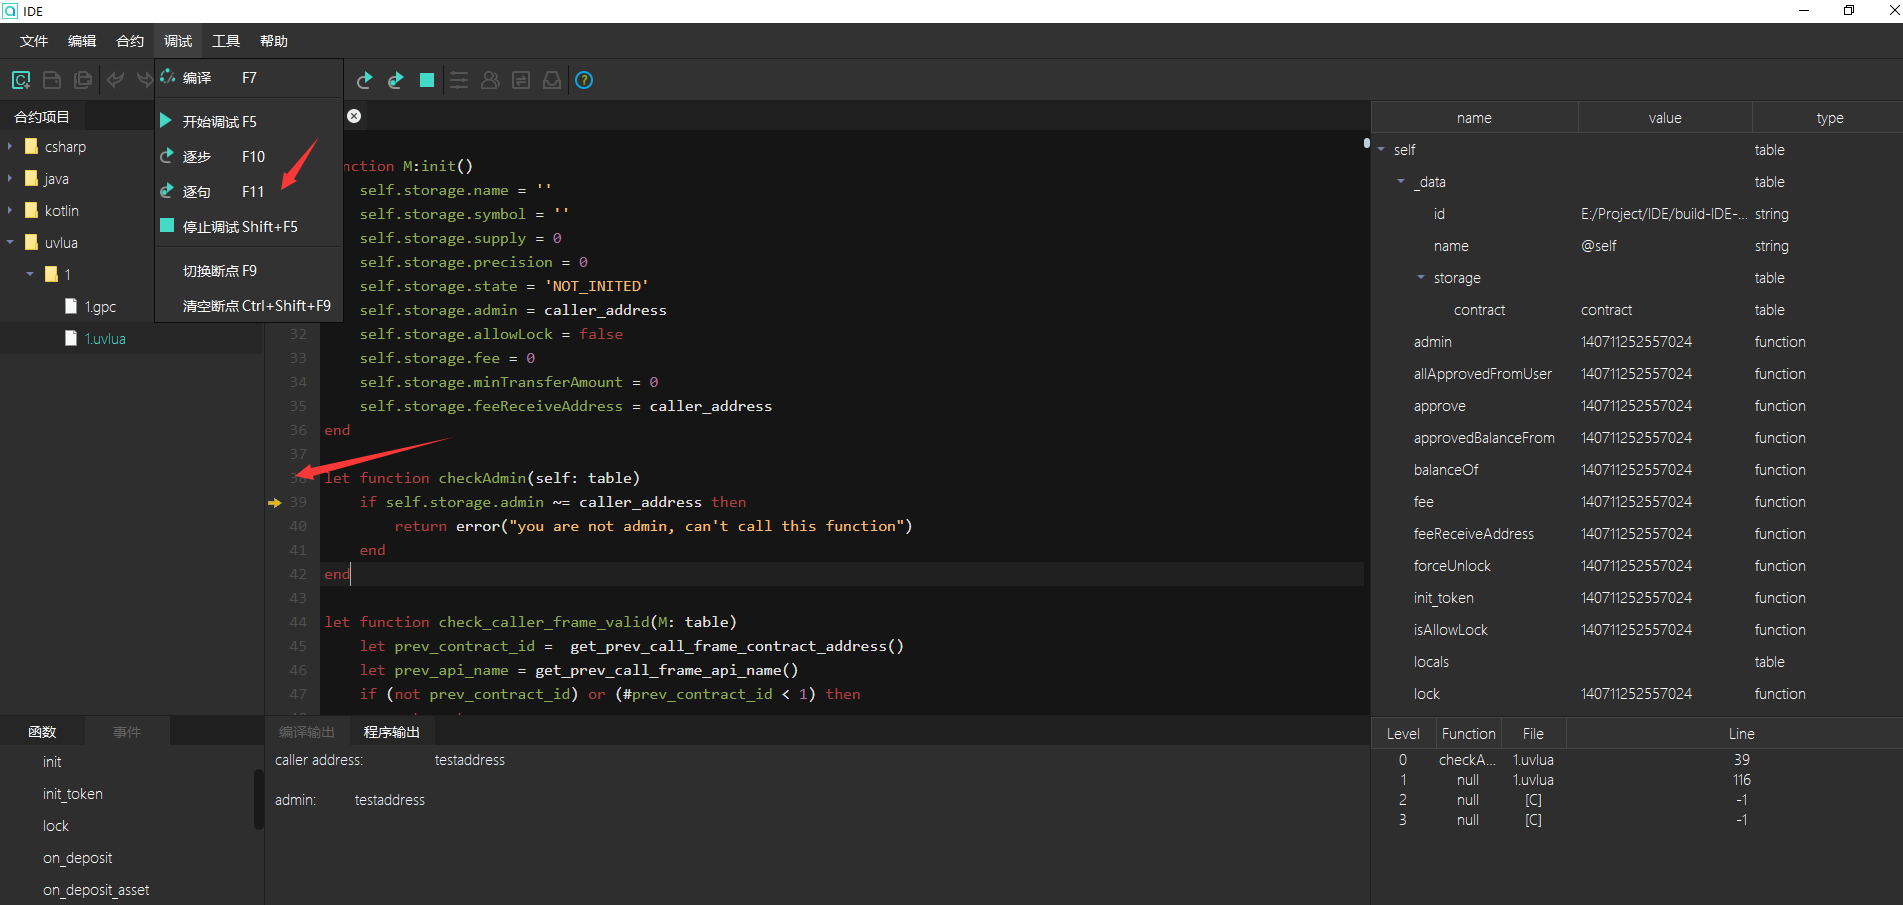 IDE
文件 编辑 合约 调试 工具 帮助
编译 F7
开始调试 F5
逐步 F10
逐句 F11
停止调试 Shift+F5
切换断点 F9
清空断点 Ctrl+Shift+F9
合约项目
csharp
java
kotlin
uvlua
1
1.gpc
1.uvlua
nction M:init()
self.storage.name = ''
self.storage.symbol = ''
self.storage.supply = 0
self.storage.precision = 0
self.storage.state = 'NOT_INITED'
self.storage.admin = caller_address
32 self.storage.allowLock = false
33 self.storage.fee = 0
34 self.storage.minTransferAmount = 0
35 self.storage.feeReceiveAddress = caller_address
36 end
37
38 let function checkAdmin(self: table)
39 if self.storage.admin ~= caller_address then
40 return error("you are not admin, can't call this function")
41 end
42 end
43
44 let function check_caller_frame_valid(M: table)
45 let prev_contract_id =  get_prev_call_frame_contract_address()
46 let prev_api_name = get_prev_call_frame_api_name()
47 if (not prev_contract_id) or (#prev_contract_id < 1) then
name value type
self table
_data table
id E:/Project/IDE/build-IDE-... string
name @self string
storage table
contract contract table
admin 140711252557024 function
allApprovedFromUser 140711252557024 function
approve 140711252557024 function
approvedBalanceFrom 140711252557024 function
balanceOf 140711252557024 function
fee 140711252557024 function
feeReceiveAddress 140711252557024 function
forceUnlock 140711252557024 function
init_token 140711252557024 function
isAllowLock 140711252557024 function
locals table
lock 140711252557024 function
函数 事件
init
init_token
lock
on_deposit
on_deposit_asset
编译输出 程序输出
caller address: testaddress
admin: testaddress
Level Function File Line
0 checkA... 1.uvlua 39
1 null 1.uvlua 116
2 null [C] -1
3 null [C] -1